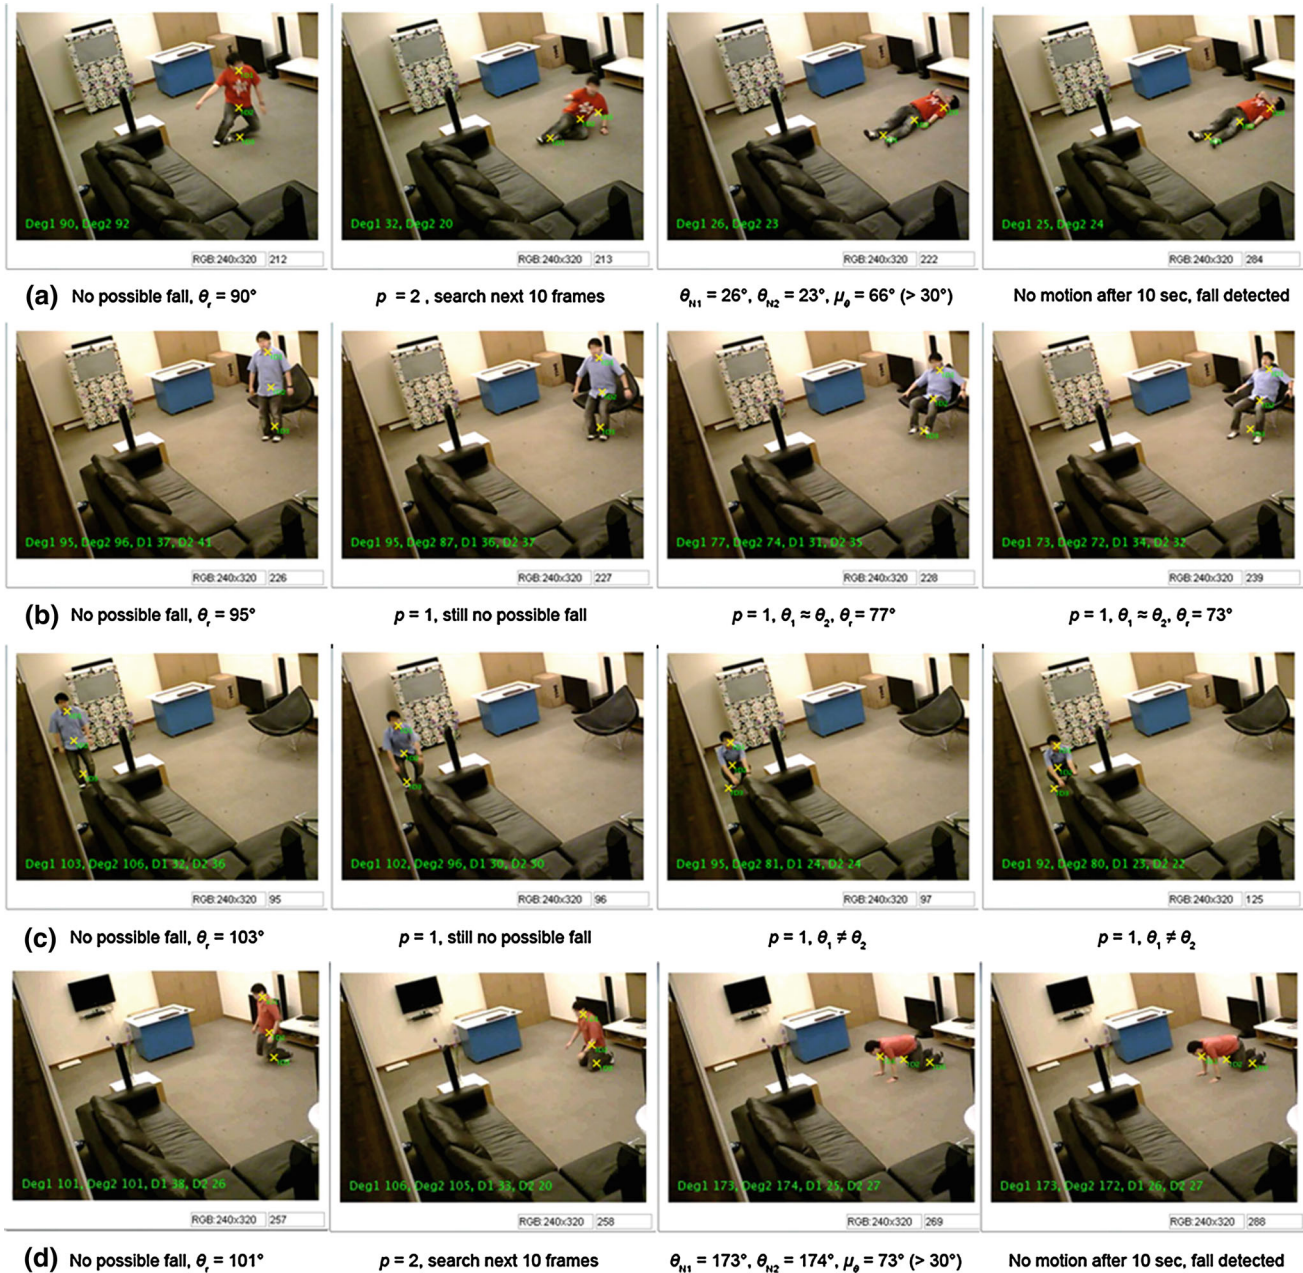 Deg1 90, Deg2 92
Deg1 32, Deg2 20
Deg1 26, Deg2 23
Deg1 25, Deg2 24
RGB:240x320 212
RGB:240x320 213
RGB:240x320 222
RGB:240x320 284
(a) No possible fall, θr = 90°
p = 2 , search next 10 frames
θN1 = 26°, θN2 = 23°, μθ = 66° (> 30°)
No motion after 10 sec, fall detected
Deg1 95, Deg2 96, D1 37, D2 41
Deg1 95, Deg2 87, D1 36, D2 37
Deg1 77, Deg2 74, D1 31, D2 35
Deg1 73, Deg2 72, D1 34, D2 32
RGB:240x320 226
RGB:240x320 227
RGB:240x320 228
RGB:240x320 239
(b) No possible fall, θr = 95°
p = 1, still no possible fall
p = 1, θ1 ≈ θ2, θr = 77°
p = 1, θ1 ≈ θ2, θr = 73°
Deg1 103, Deg2 106, D1 32, D2 36
Deg1 102, Deg2 96, D1 30, D2 30
Deg1 95, Deg2 81, D1 24, D2 24
Deg1 92, Deg2 80, D1 23, D2 22
RGB:240x320 95
RGB:240x320 96
RGB:240x320 97
RGB:240x320 125
(c) No possible fall, θr = 103°
p = 1, still no possible fall
p = 1, θ1 ≠ θ2
p = 1, θ1 ≠ θ2
Deg1 101, Deg2 101, D1 38, D2 26
Deg1 106, Deg2 105, D1 33, D2 20
Deg1 173, Deg2 174, D1 25, D2 27
Deg1 173, Deg2 172, D1 26, D2 27
RGB:240x320 257
RGB:240x320 258
RGB:240x320 269
RGB:240x320 288
(d) No possible fall, θr = 101°
p = 2, search next 10 frames
θN1 = 173°, θN2 = 174°, μθ = 73° (> 30°)
No motion after 10 sec, fall detected